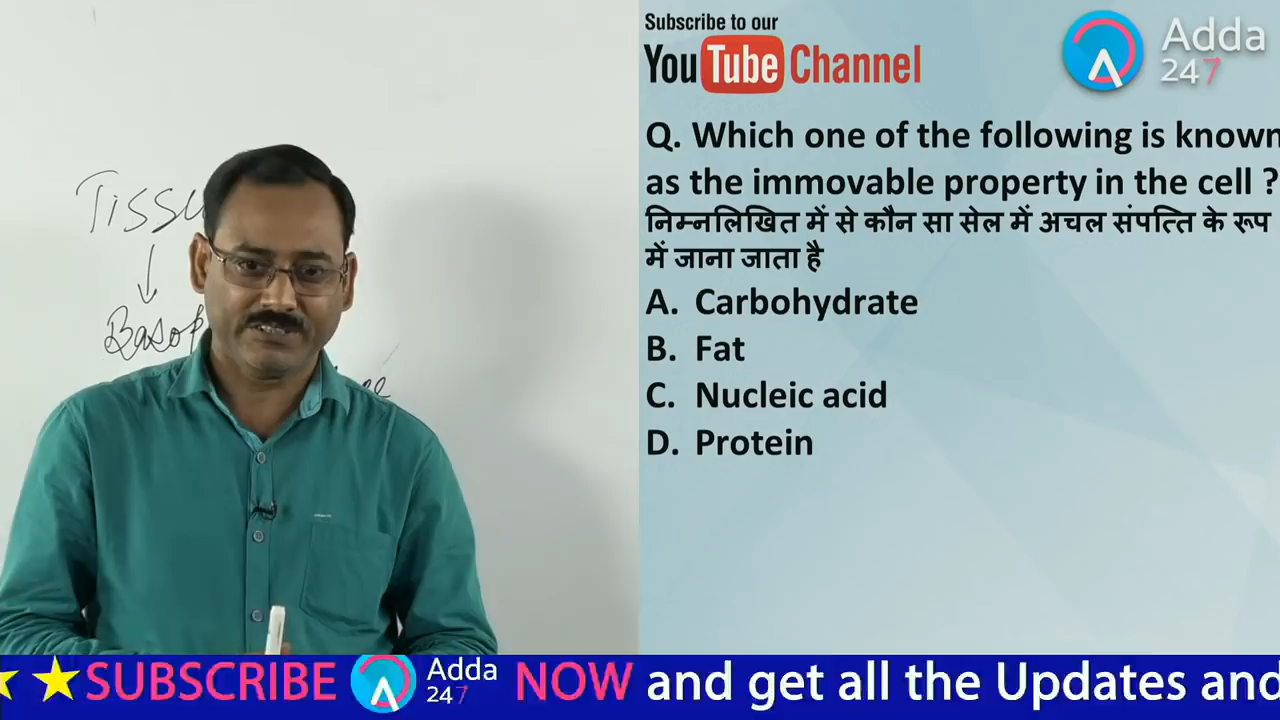 Subscribe to our
YouTube Channel
Adda
247
Q. Which one of the following is known
as the immovable property in the cell ?
निम्नलिखित में से कौन सा सेल में अचल संपत्ति के रूप
में जाना जाता है
A. Carbohydrate
B. Fat
C. Nucleic acid
D. Protein
SUBSCRIBE Adda 247 NOW and get all the Updates and